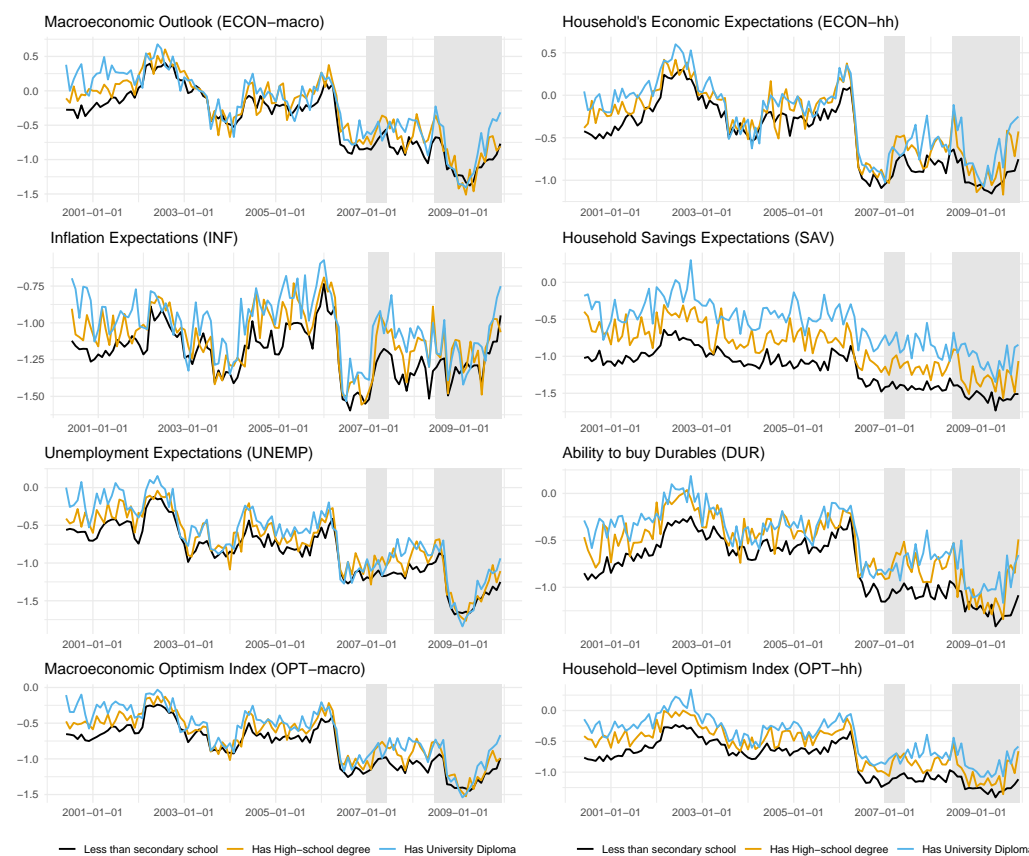 Macroeconomic Outlook (ECON−macro)
0.5
0.0
−0.5
−1.0
−1.5
2001−01−01 2003−01−01 2005−01−01 2007−01−01 2009−01−01
Household's Economic Expectations (ECON−hh)
0.5
0.0
−0.5
−1.0
2001−01−01 2003−01−01 2005−01−01 2007−01−01 2009−01−01
Inflation Expectations (INF)
−0.75
−1.00
−1.25
−1.50
2001−01−01 2003−01−01 2005−01−01 2007−01−01 2009−01−01
Household Savings Expectations (SAV)
0.0
−0.5
−1.0
−1.5
2001−01−01 2003−01−01 2005−01−01 2007−01−01 2009−01−01
Unemployment Expectations (UNEMP)
0.0
−0.5
−1.0
−1.5
2001−01−01 2003−01−01 2005−01−01 2007−01−01 2009−01−01
Ability to buy Durables (DUR)
0.0
−0.5
−1.0
2001−01−01 2003−01−01 2005−01−01 2007−01−01 2009−01−01
Macroeconomic Optimism Index (OPT−macro)
0.0
−0.5
−1.0
−1.5
2001−01−01 2003−01−01 2005−01−01 2007−01−01 2009−01−01
Household−level Optimism Index (OPT−hh)
0.0
−0.5
−1.0
2001−01−01 2003−01−01 2005−01−01 2007−01−01 2009−01−01
Less than secondary school Has High−school degree Has University Diploma
Less than secondary school Has High−school degree Has University Diploma